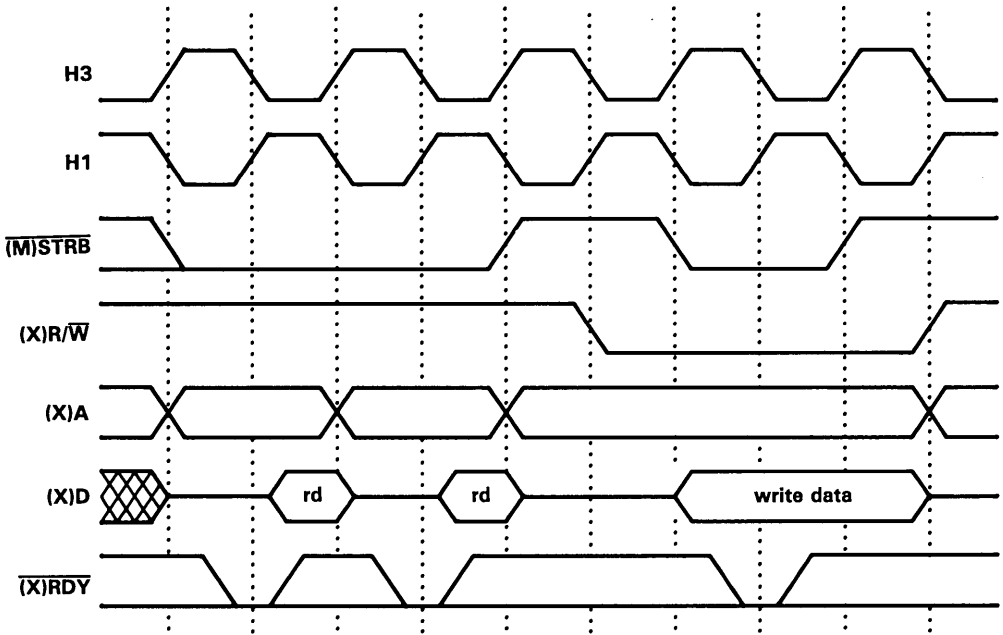 H3
H1
(M)STRB
(X)R/W
(X)A
(X)D rd rd write data
(X)RDY